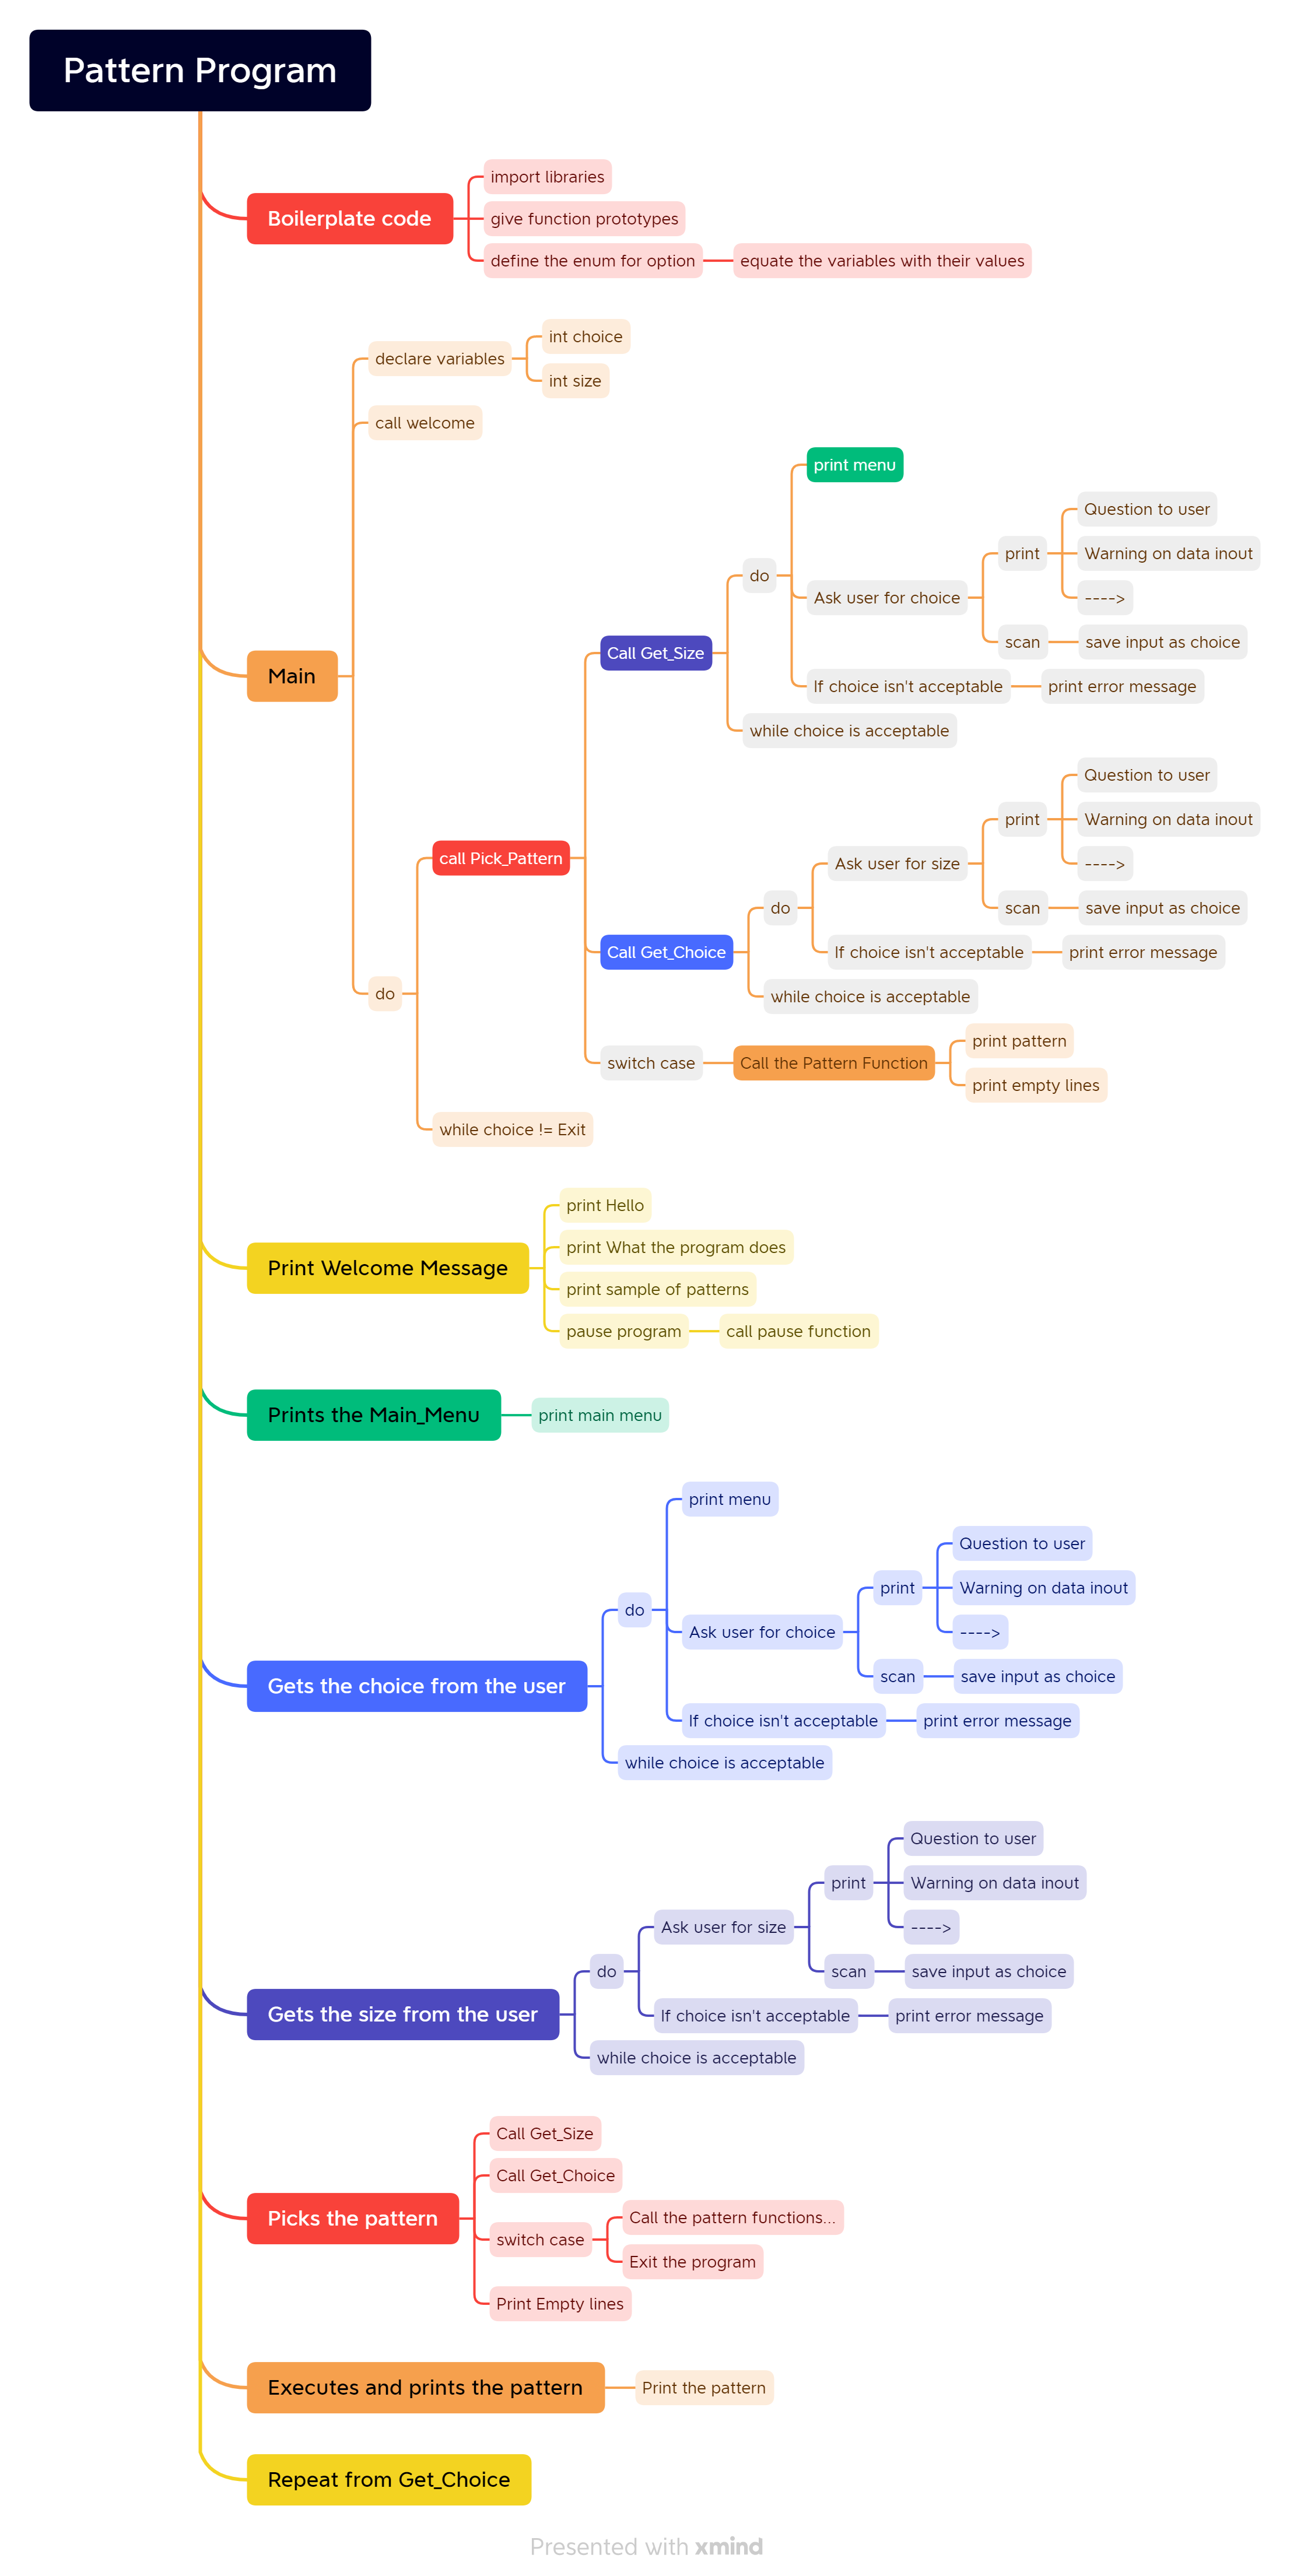 Pattern Program
Boilerplate code
import libraries
give function prototypes
define the enum for option
equate the variables with their values
Main
declare variables
int choice
int size
call welcome
do
call Pick_Pattern
Call Get_Size
do
print menu
Ask user for choice
print
Question to user
Warning on data inout
---->
scan
save input as choice
If choice isn't acceptable
print error message
while choice is acceptable
Call Get_Choice
do
Ask user for size
print
Question to user
Warning on data inout
---->
scan
save input as choice
If choice isn't acceptable
print error message
while choice is acceptable
switch case
Call the Pattern Function
print pattern
print empty lines
while choice != Exit
Print Welcome Message
print Hello
print What the program does
print sample of patterns
pause program
call pause function
Prints the Main_Menu
print main menu
Gets the choice from the user
do
print menu
Ask user for choice
print
Question to user
Warning on data inout
---->
scan
save input as choice
If choice isn't acceptable
print error message
while choice is acceptable
Gets the size from the user
do
Ask user for size
print
Question to user
Warning on data inout
---->
scan
save input as choice
If choice isn't acceptable
print error message
while choice is acceptable
Picks the pattern
Call Get_Size
Call Get_Choice
switch case
Call the pattern functions...
Exit the program
Print Empty lines
Executes and prints the pattern
Print the pattern
Repeat from Get_Choice
Presented with xmind